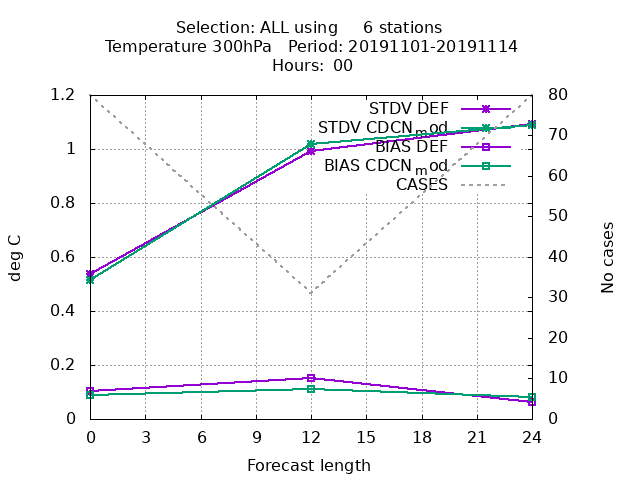 Selection: ALL using     6 stations
Temperature 300hPa   Period: 20191101-20191114
Hours:  00
STDV DEF
STDV CDCN_mod
BIAS DEF
BIAS CDCN_mod
CASES
1.2
1
0.8
0.6
0.4
0.2
0
deg C
80
70
60
50
40
30
20
10
0
No cases
0 3 6 9 12 15 18 21 24
Forecast length